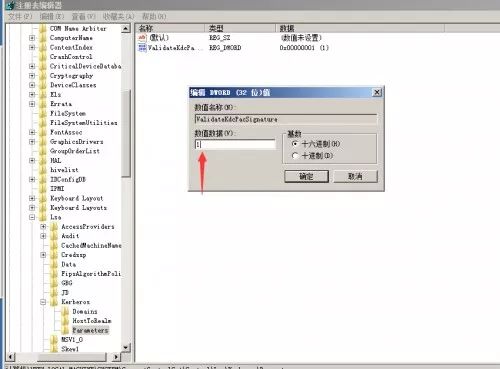 注册表编辑器
文件(F) 编辑(E) 查看(V) 收藏夹(A) 帮助(H)
COM Name Arbiter
ComputerName
ContentIndex
CrashControl
CriticalDeviceDatab
Cryptography
DeviceClasses
Els
Errata
FileSystem
FileSystemUtilities
FontAssoc
GraphicsDrivers
GroupOrderList
HAL
hivelist
IDConfigDB
IPMI
Keyboard Layout
Keyboard Layouts
Lsa
AccessProviders
Audit
CachedMachineName
Credssp
Data
FipsAlgorithmPoli
GBG
JD
Kerberos
Domains
HostToRealm
Parameters
MSV1_0
Skew1
名称 类型 数据
(默认) REG_SZ (数值未设置)
ValidateKdcPa... REG_DWORD 0x00000001 (1)
编辑 DWORD (32 位)值
数值名称(N):
ValidateKdcPacSignature
数值数据(V):
1
基数
十六进制(H)
十进制(D)
确定 取消